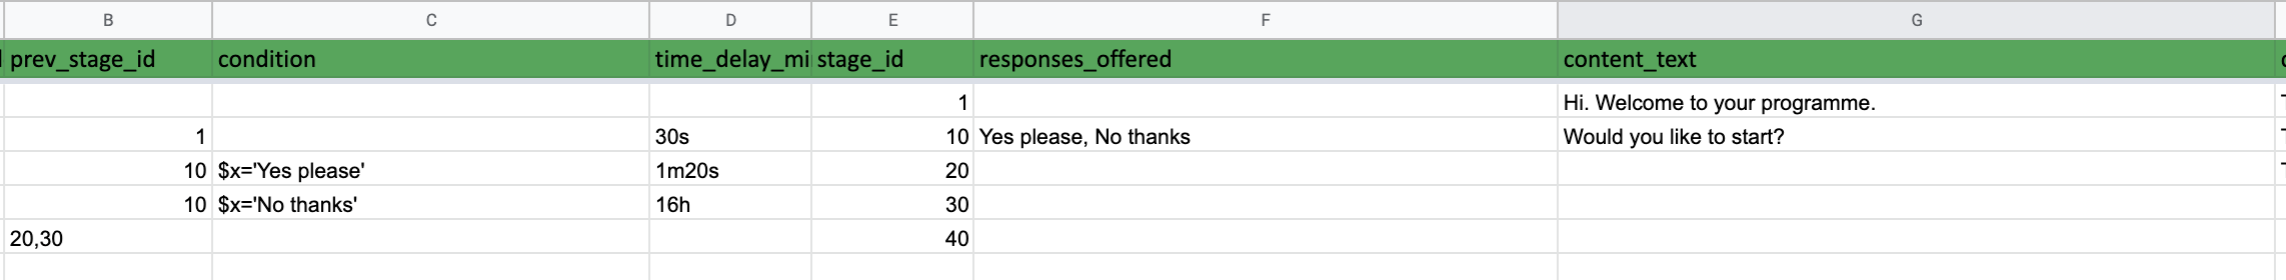 B C D E F G
prev_stage_id condition time_delay_mi stage_id responses_offered content_text
1 Hi. Welcome to your programme.
1 30s 10 Yes please, No thanks Would you like to start?
10 $x='Yes please' 1m20s 20
10 $x='No thanks' 16h 30
20,30 40